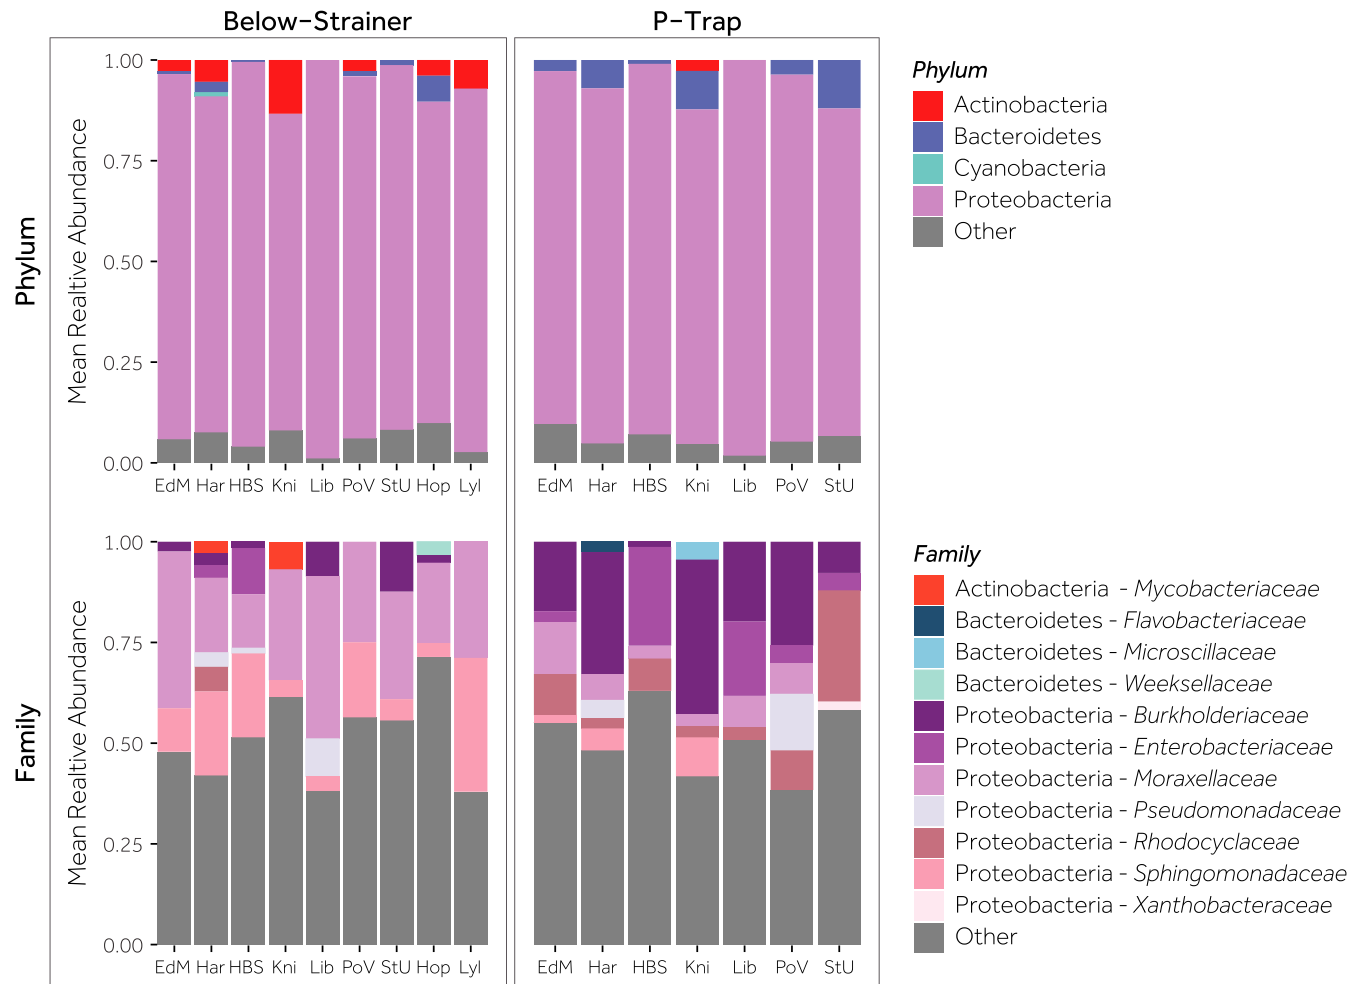 Below-Strainer
P-Trap
Phylum
Mean Realtive Abundance
1.00
0.75
0.50
0.25
0.00
EdM Har HBS Kni Lib PoV StU Hop Lyl
EdM Har HBS Kni Lib PoV StU
Phylum
Actinobacteria
Bacteroidetes
Cyanobacteria
Proteobacteria
Other
Family
Mean Realtive Abundance
1.00
0.75
0.50
0.25
0.00
EdM Har HBS Kni Lib PoV StU Hop Lyl
EdM Har HBS Kni Lib PoV StU
Family
Actinobacteria - Mycobacteriaceae
Bacteroidetes - Flavobacteriaceae
Bacteroidetes - Microscillaceae
Bacteroidetes - Weeksellaceae
Proteobacteria - Burkholderiaceae
Proteobacteria - Enterobacteriaceae
Proteobacteria - Moraxellaceae
Proteobacteria - Pseudomonadaceae
Proteobacteria - Rhodocyclaceae
Proteobacteria - Sphingomonadaceae
Proteobacteria - Xanthobacteraceae
Other